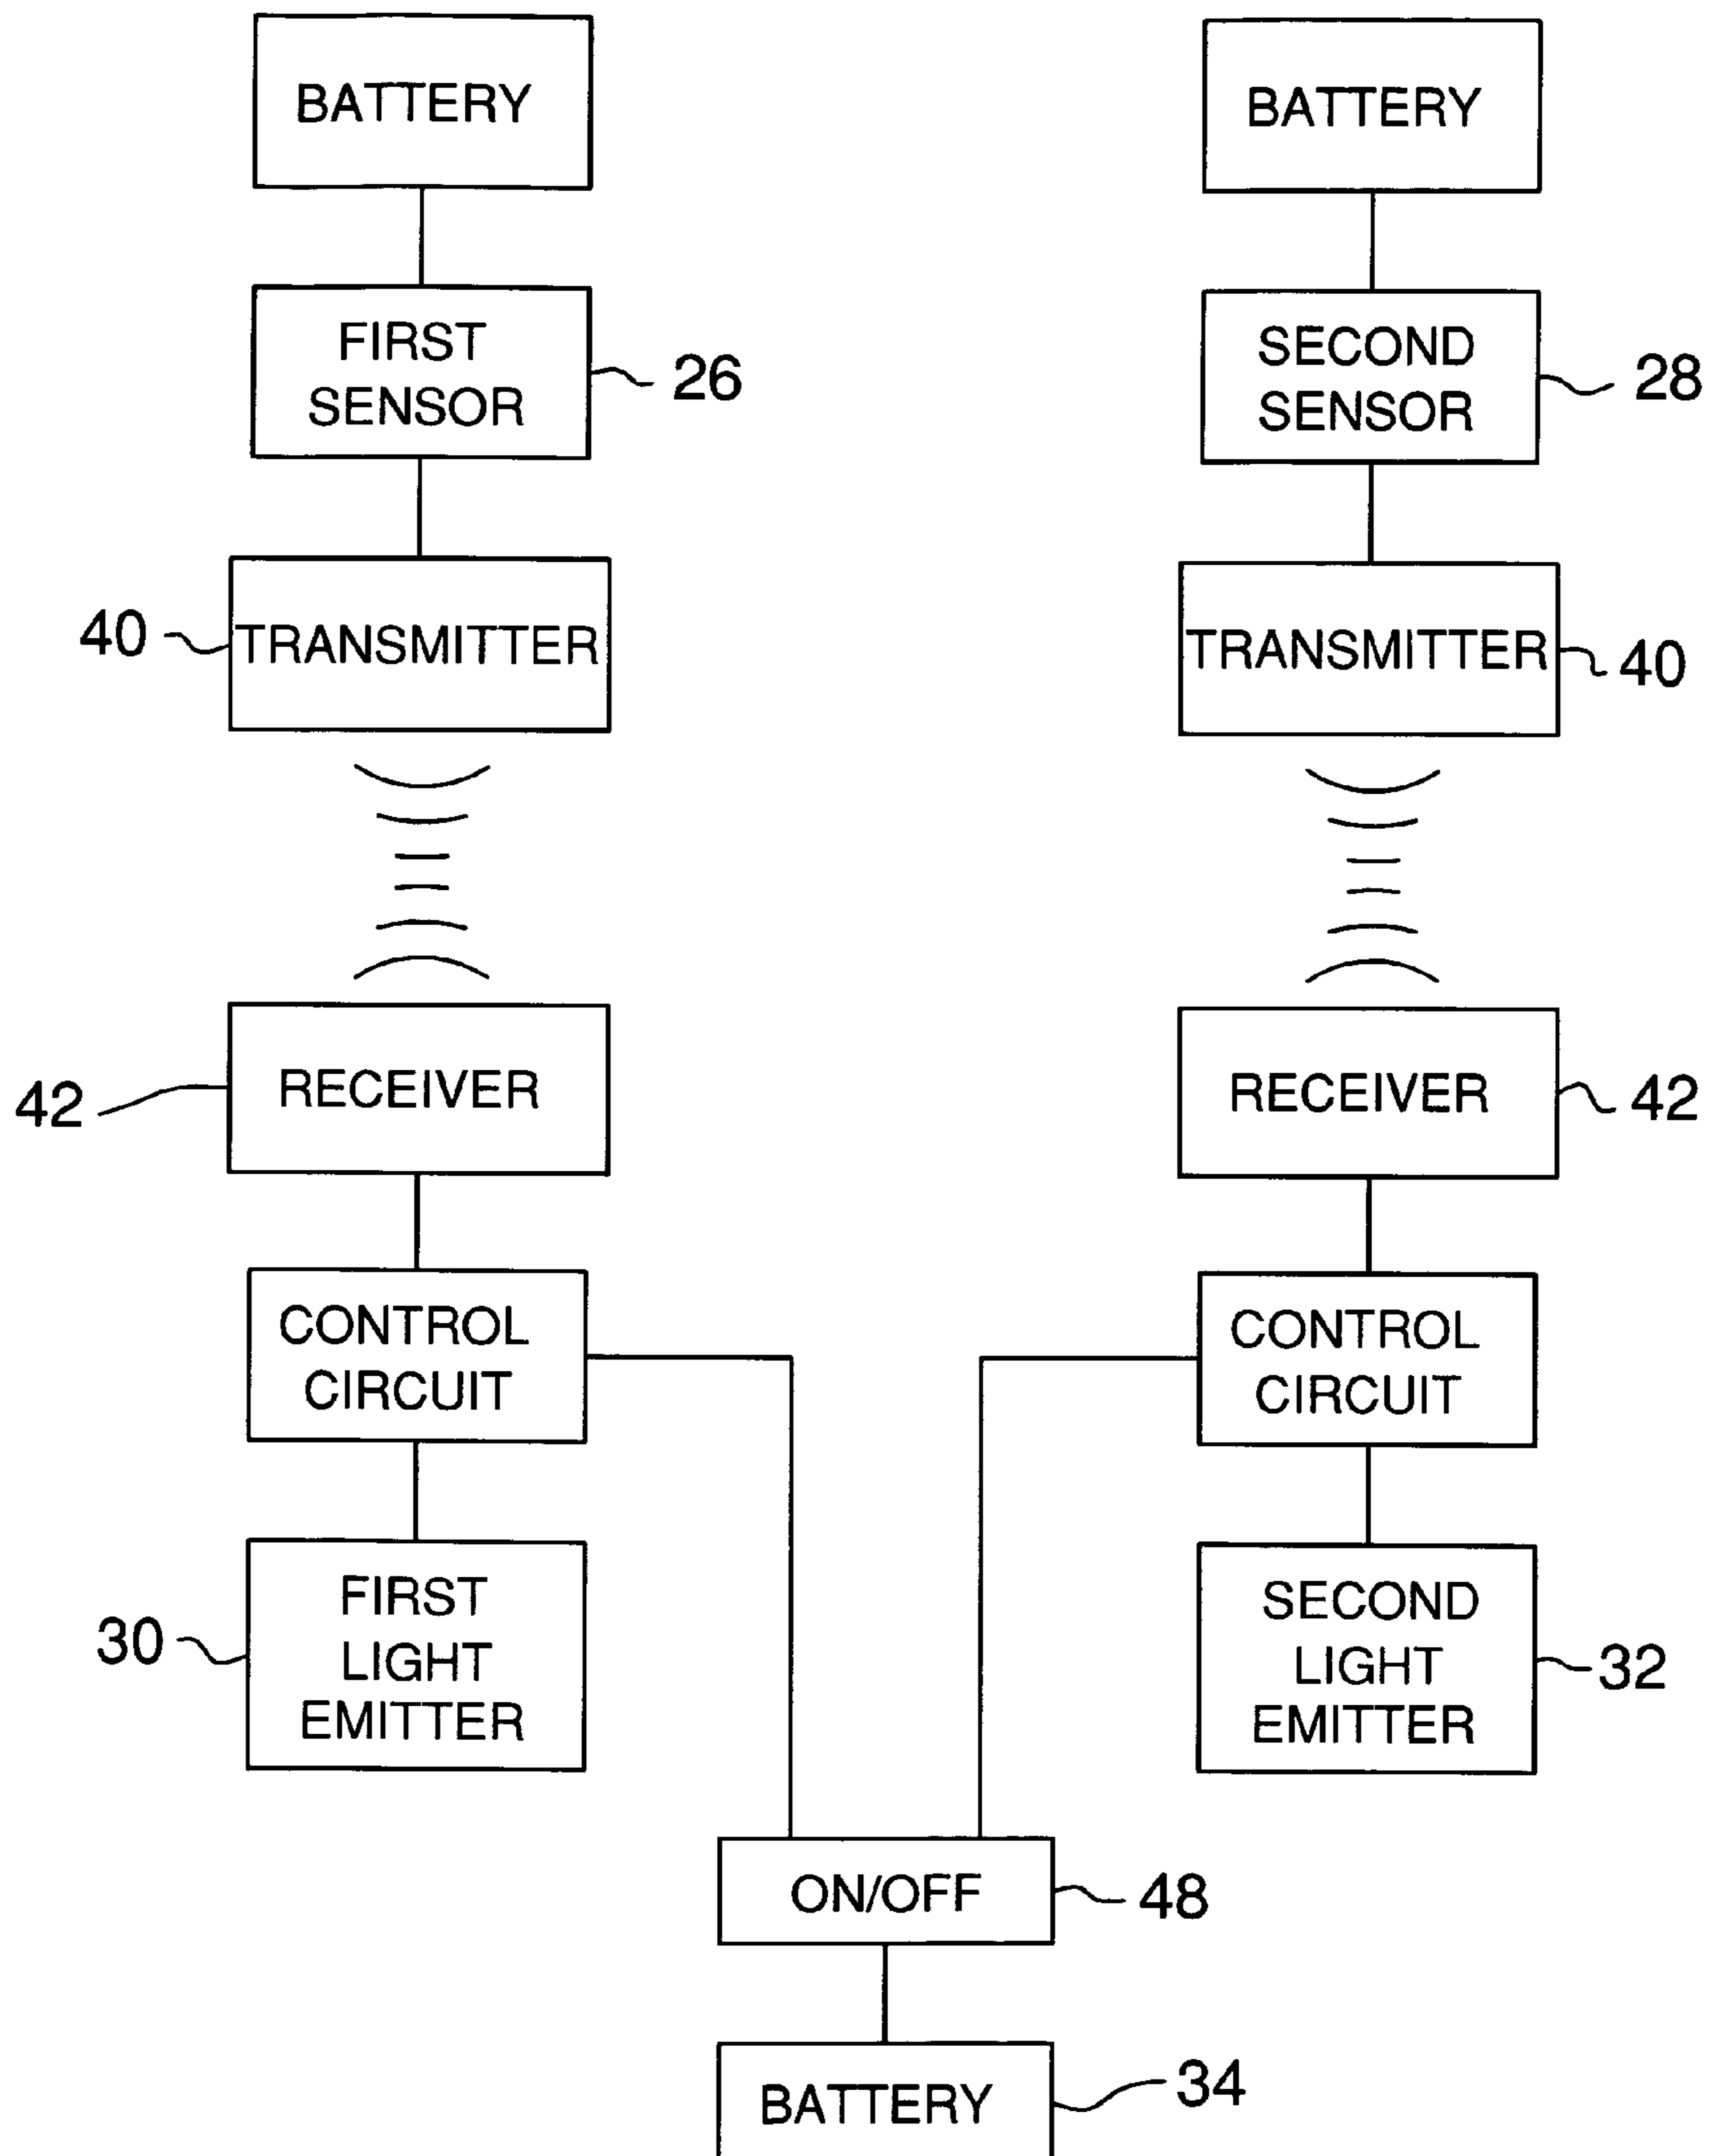 BATTERY
BATTERY
FIRST
SENSOR
26
SECOND
SENSOR
28
40
TRANSMITTER
TRANSMITTER
40
42
RECEIVER
RECEIVER
42
CONTROL
CIRCUIT
CONTROL
CIRCUIT
30
FIRST
LIGHT
EMITTER
SECOND
LIGHT
EMITTER
32
ON/OFF
48
BATTERY
34